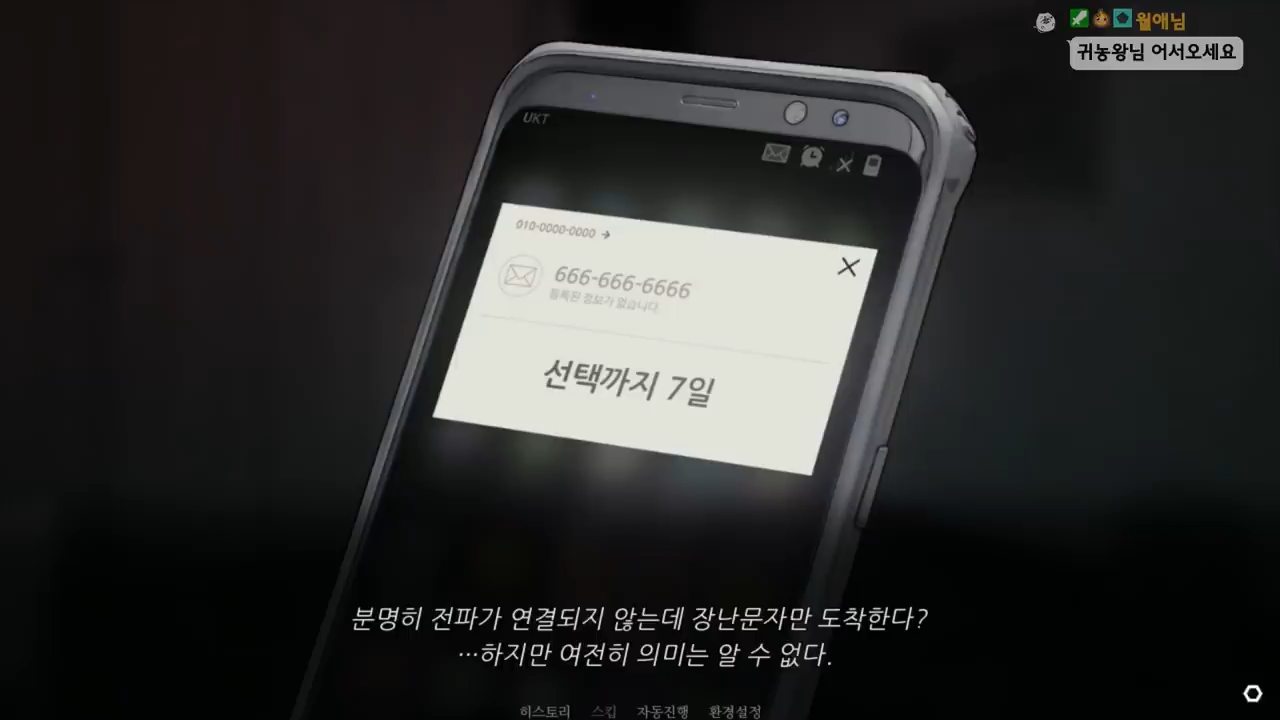 월애님
귀농왕님 어서오세요
UKT
010-0000-0000 →
666-666-6666
등록된 정보가 없습니다.
선택까지 7일
분명히 전파가 연결되지 않는데 장난문자만 도착한다?
…하지만 여전히 의미는 알 수 없다.
히스토리 스킵 자동진행 환경설정